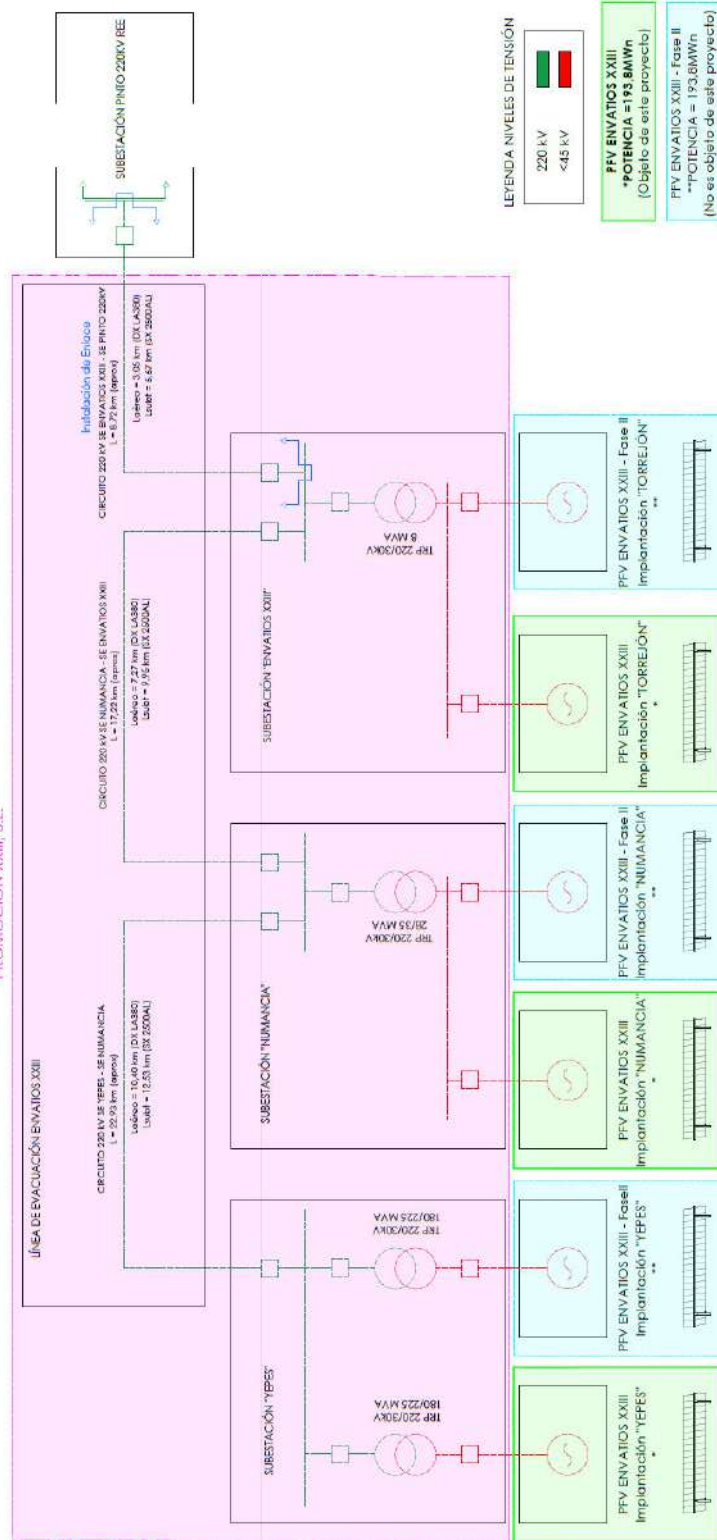 LÍNEA DE EVACUACIÓN ENVATIOS XXIII
SUBESTACIÓN PINTO 220KV REE
Instalación de Enlace
CIRCUITO 220 kV SE YEPES - SE NUMANCIA
L = 22,93 km (aprox)
Laéreo = 10,40 km (DX LA380)
Lsubt = 12,53 km (SX 2500AL)
CIRCUITO 220 kV SE NUMANCIA - SE ENVATIOS XXIII
L = 17,22 km (aprox)
Laéreo = 7,27 km (DX LA380)
Lsubt = 9,95 km (SX 2500AL)
CIRCUITO 220 kV SE ENVATIOS XXIII - SE PINTO 220KV
L = 8,72 km (aprox)
Laéreo = 3,05 km (DX LA380)
Lsubt = 5,67 km (SX 2500AL)
SUBESTACIÓN "YEPES"
TRP 220/30kV
180/225 MVA
TRP 220/30kV
180/225 MVA
SUBESTACIÓN "NUMANCIA"
TRP 220/30kV
28/35 MVA
SUBESTACIÓN "ENVATIOS XXIII"
TRP 220/30kV
8 MVA
PFV ENVATIOS XXIII
Implantación "YEPES"
*
PFV ENVATIOS XXIII - FaseII
Implantación "YEPES"
**
PFV ENVATIOS XXIII
Implantación "NUMANCIA"
*
PFV ENVATIOS XXIII - Fase II
Implantación "NUMANCIA"
**
PFV ENVATIOS XXIII
Implantación "TORREJÓN"
*
PFV ENVATIOS XXIII - Fase II
Implantación "TORREJÓN"
**
LEYENDA NIVELES DE TENSIÓN
220 kV
<45 kV
PFV ENVATIOS XXIII
*POTENCIA =193,8MWn
(Objeto de este proyecto)
PFV ENVATIOS XXIII - Fase II
**POTENCIA = 193,8MWn
(No es objeto de este proyecto)